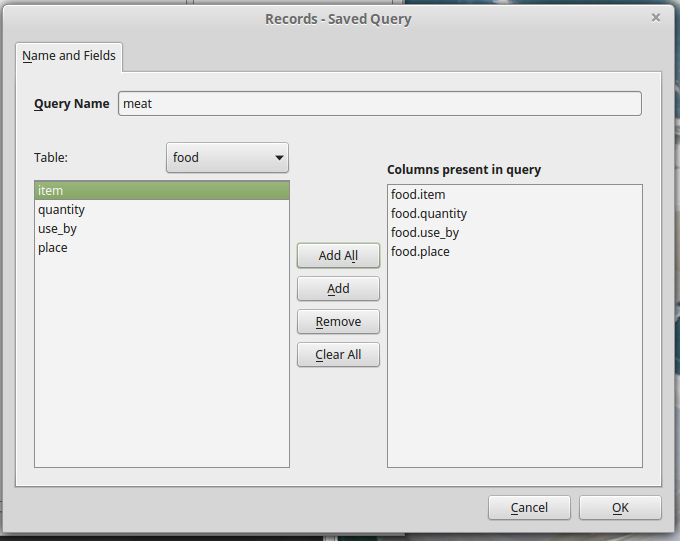 Records - Saved Query
Name and Fields
Query Name meat
Table: food
Columns present in query
item
quantity
use_by
place
Add All
Add
Remove
Clear All
food.item
food.quantity
food.use_by
food.place
Cancel OK